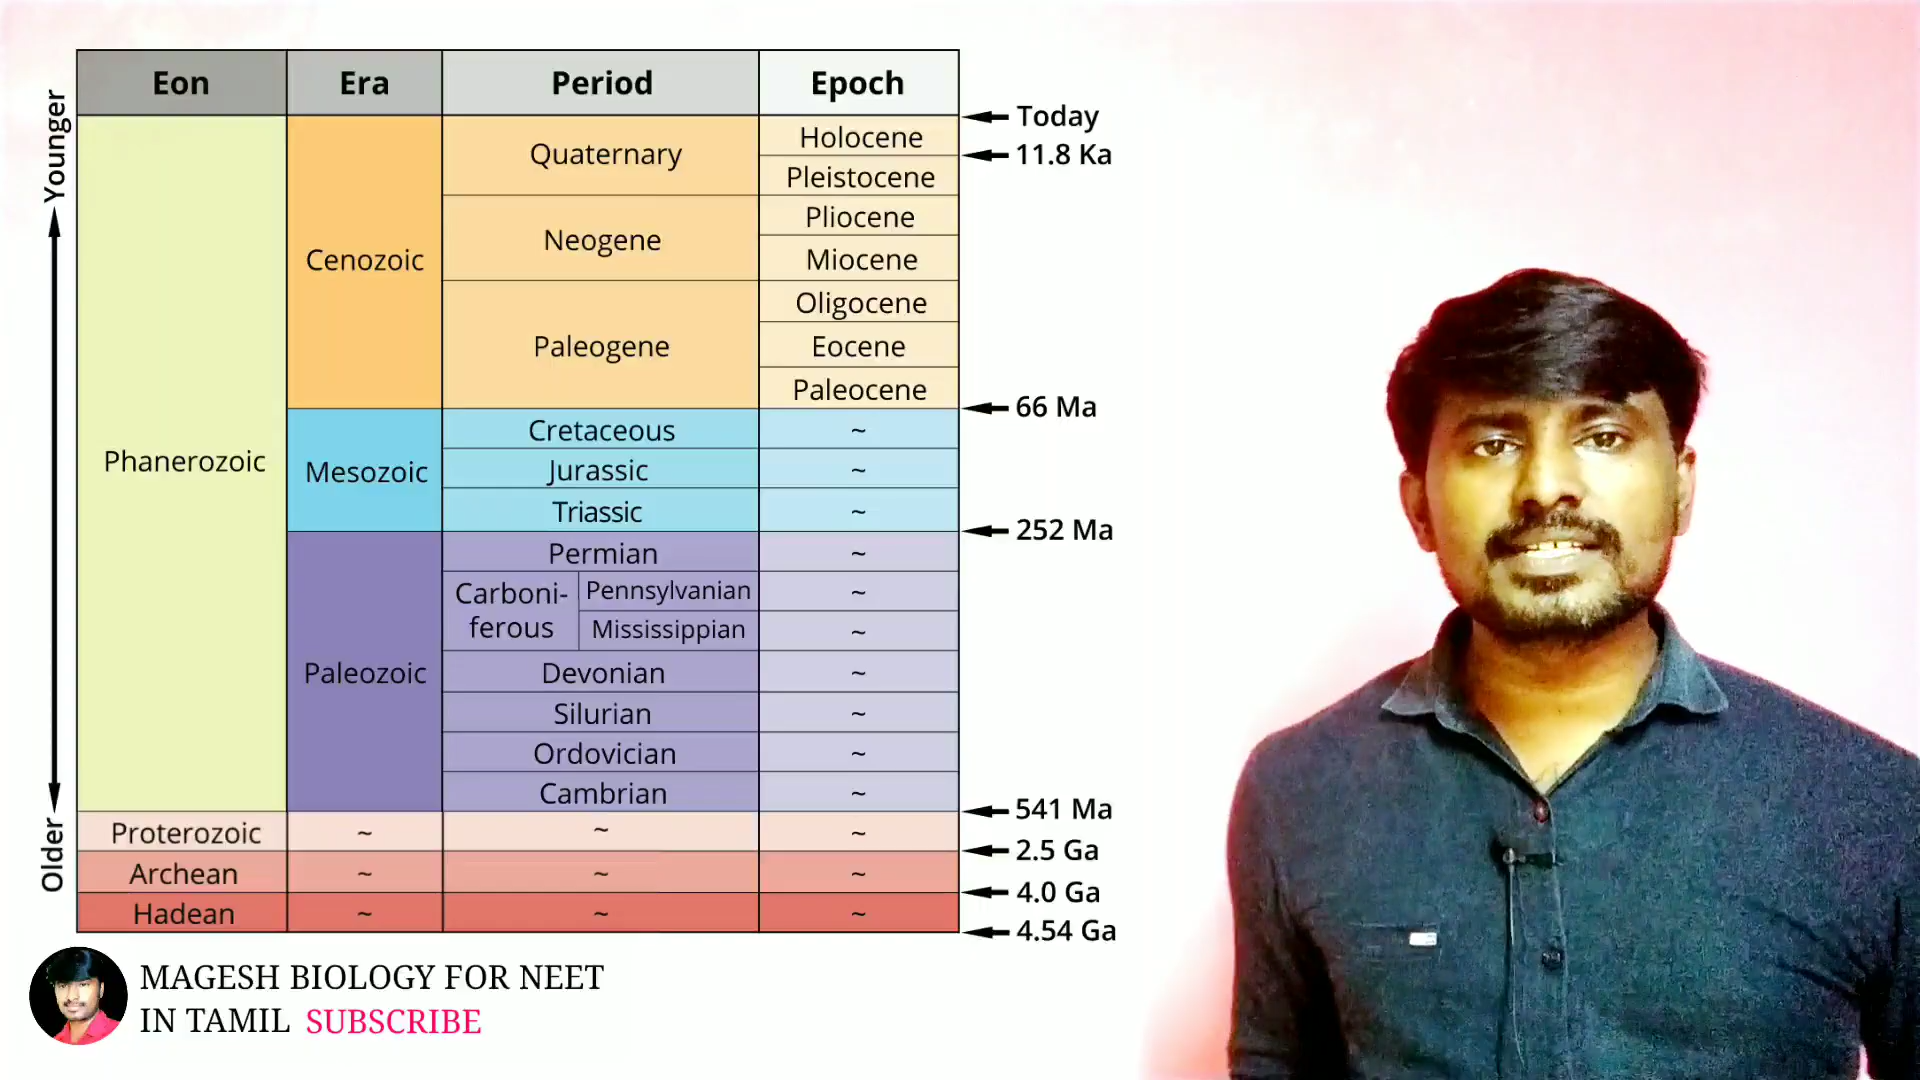 Eon Era Period Epoch
Younger
Today
Holocene
Quaternary
11.8 Ka
Pleistocene
Pliocene
Neogene
Cenozoic
Miocene
Oligocene
Paleogene
Eocene
Paleocene
66 Ma
Cretaceous ~
Phanerozoic
Mesozoic
Jurassic ~
Triassic ~
252 Ma
Permian ~
Carboni-
ferous
Pennsylvanian ~
Mississippian ~
Paleozoic
Devonian ~
Silurian ~
Ordovician ~
Cambrian ~
541 Ma
Older
Proterozoic ~ ~ ~
2.5 Ga
Archean ~ ~ ~
4.0 Ga
Hadean ~ ~ ~
4.54 Ga
MAGESH BIOLOGY FOR NEET
IN TAMIL SUBSCRIBE